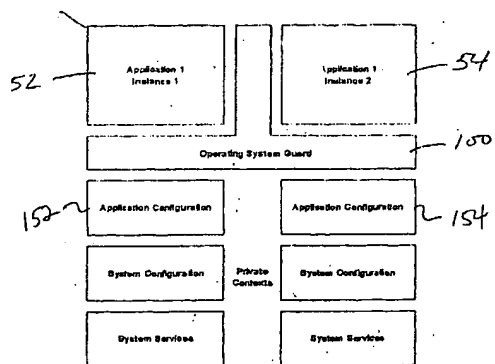 Application 1
Instance 1
Application 1
Instance 2
52
54
Operating System Guard
100
152
Application Configuration
Application Configuration
154
System Configuration
Private
Contexts
System Configuration
System Services
System Services